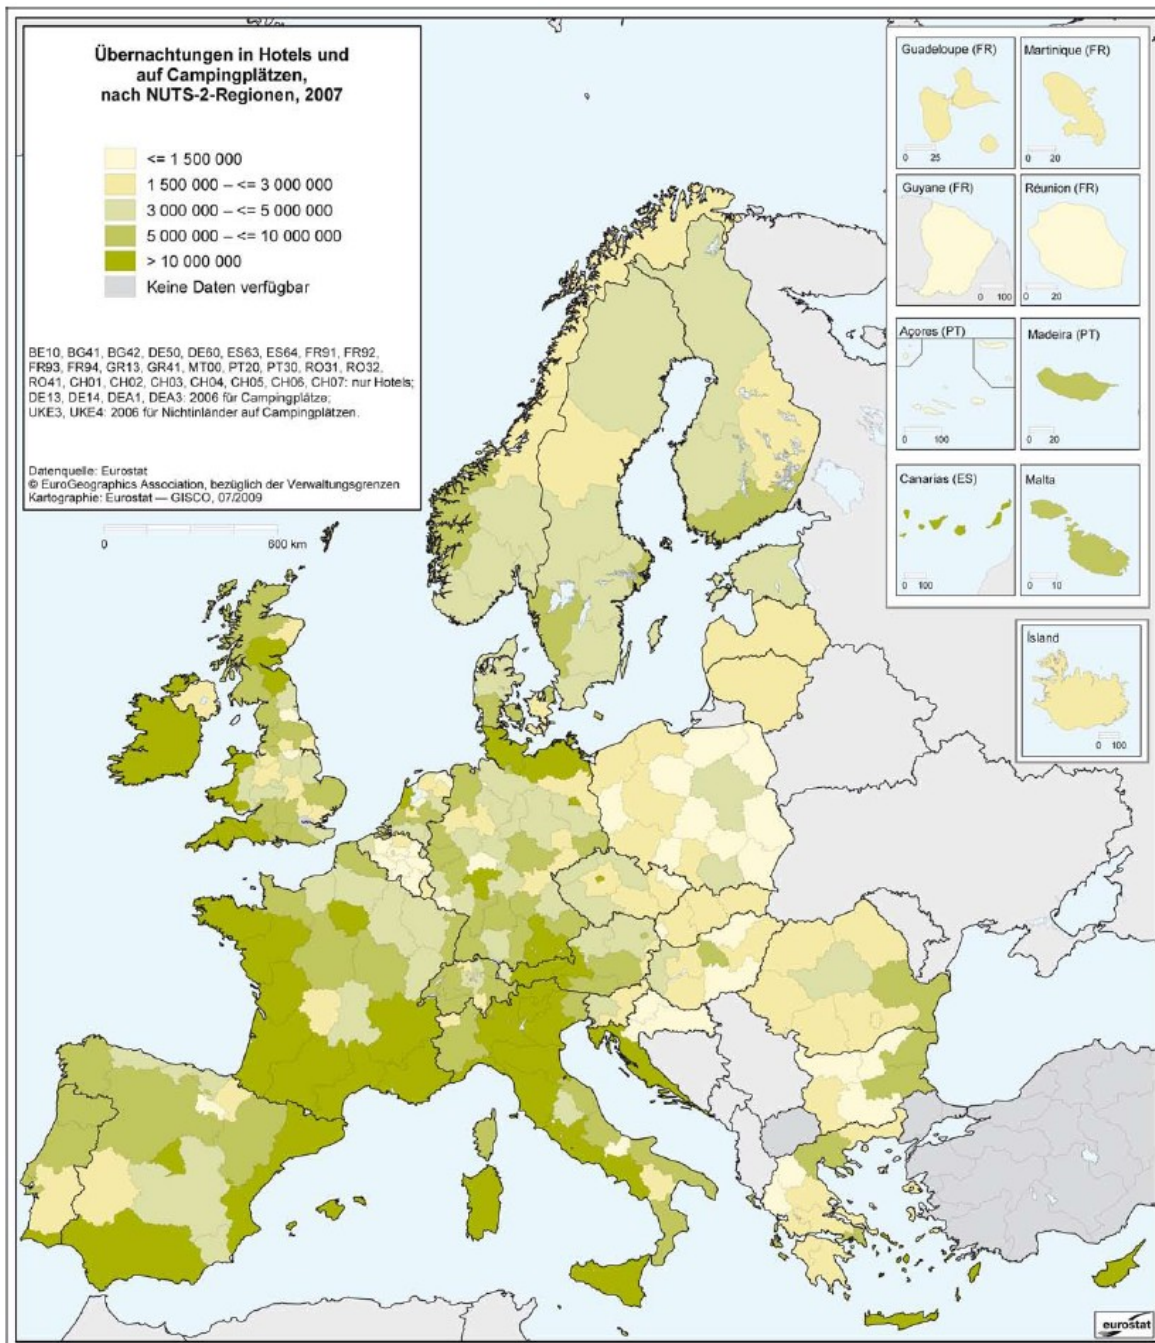 Übernachtungen in Hotels und
auf Campingplätzen,
nach NUTS-2-Regionen, 2007
<= 1 500 000
1 500 000 – <= 3 000 000
3 000 000 – <= 5 000 000
5 000 000 – <= 10 000 000
> 10 000 000
Keine Daten verfügbar
BE10, BG41, BG42, DE50, DE60, ES63, ES64, FR91, FR92,
FR93, FR94, GR13, GR41, MT00, PT20, PT30, RO31, RO32,
RO41, CH01, CH02, CH03, CH04, CH05, CH06, CH07: nur Hotels;
DE13, DE14, DEA1, DEA3: 2006 für Campingplätze;
UKE3, UKE4: 2006 für Nichtinländer auf Campingplätzen.
Datenquelle: Eurostat
© EuroGeographics Association, bezüglich der Verwaltungsgrenzen
Kartographie: Eurostat — GISCO, 07/2009
0 600 km
Guadeloupe (FR)
0 25
Martinique (FR)
0 20
Guyane (FR)
0 100
Réunion (FR)
0 20
Açores (PT)
0 100
Madeira (PT)
0 20
Canarias (ES)
0 100
Malta
0 10
Ísland
0 100
eurostat